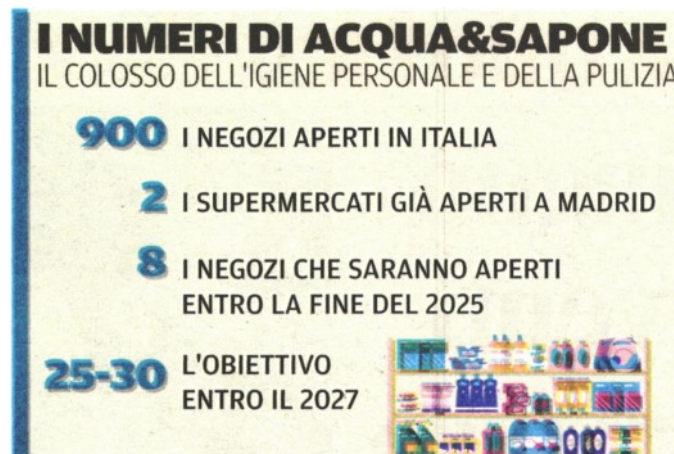 I NUMERI DI ACQUA&SAPONE
IL COLOSSO DELL'IGIENE PERSONALE E DELLA PULIZIA
900 I NEGOZI APERTI IN ITALIA
2 I SUPERMERCATI GIÀ APERTI A MADRID
8 I NEGOZI CHE SARANNO APERTI
ENTRO LA FINE DEL 2025
25-30 L'OBIETTIVO
ENTRO IL 2027